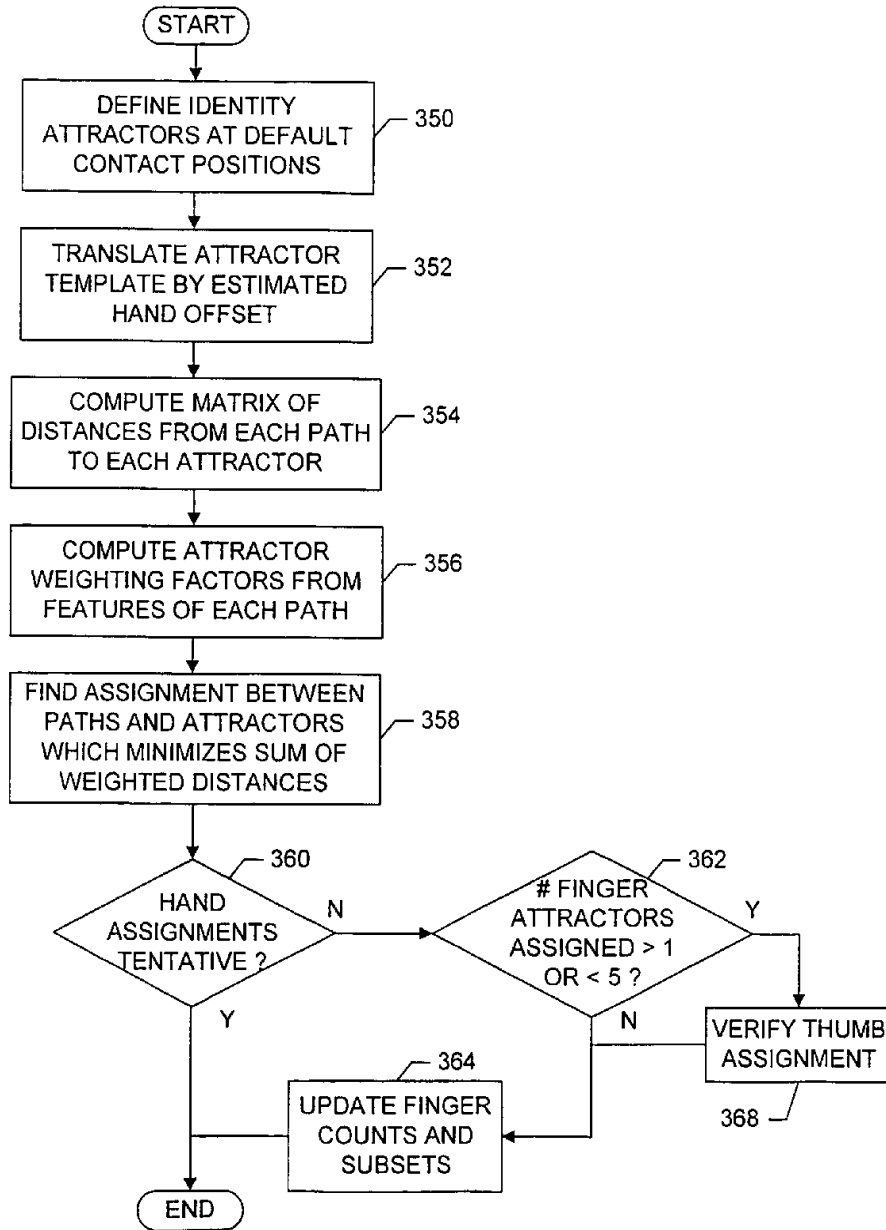 START
DEFINE IDENTITY
ATTRACTORS AT DEFAULT
CONTACT POSITIONS
350
TRANSLATE ATTRACTOR
TEMPLATE BY ESTIMATED
HAND OFFSET
352
COMPUTE MATRIX OF
DISTANCES FROM EACH PATH
TO EACH ATTRACTOR
354
COMPUTE ATTRACTOR
WEIGHTING FACTORS FROM
FEATURES OF EACH PATH
356
FIND ASSIGNMENT BETWEEN
PATHS AND ATTRACTORS
WHICH MINIMIZES SUM OF
WEIGHTED DISTANCES
358
360
HAND
ASSIGNMENTS
TENTATIVE ?
N
Y
362
# FINGER
ATTRACTORS
ASSIGNED > 1
OR < 5 ?
Y
N
VERIFY THUMB
ASSIGNMENT
368
364
UPDATE FINGER
COUNTS AND
SUBSETS
END